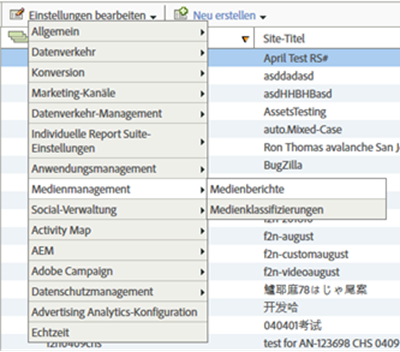 Einstellungen bearbeiten
Neu erstellen
Site-Titel
Allgemein
Datenverkehr
Konversion
Marketing-Kanäle
Datenverkehr-Management
Individuelle Report Suite-
Einstellungen
Anwendungsmanagement
Medienmanagement
Social-Verwaltung
Activity Map
AEM
Adobe Campaign
Datenschutzmanagement
Advertising Analytics-Konfiguration
Echtzeit
Medienberichte
Medienklassifizierungen
April Test RS#
asddadasd
asdHHBHBasd
AssetsTesting
auto.Mixed-Case
Ron Thomas avalanche San J
BugZilla
f2n-august
f2n-customaugust
f2n-videoaugust
鱸耶麻78はじゃ尾案
开发哈
040401考试
test for AN-123698 CHS 0409